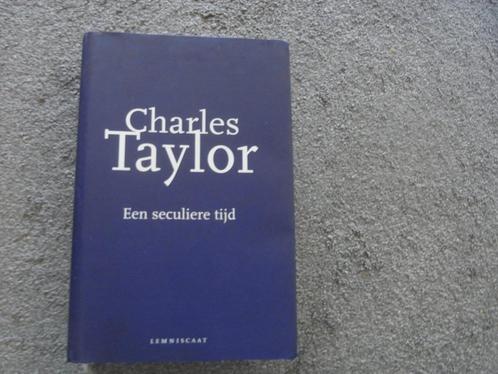 Charles
Taylor
Een seculiere tijd
LEMNISCAAT